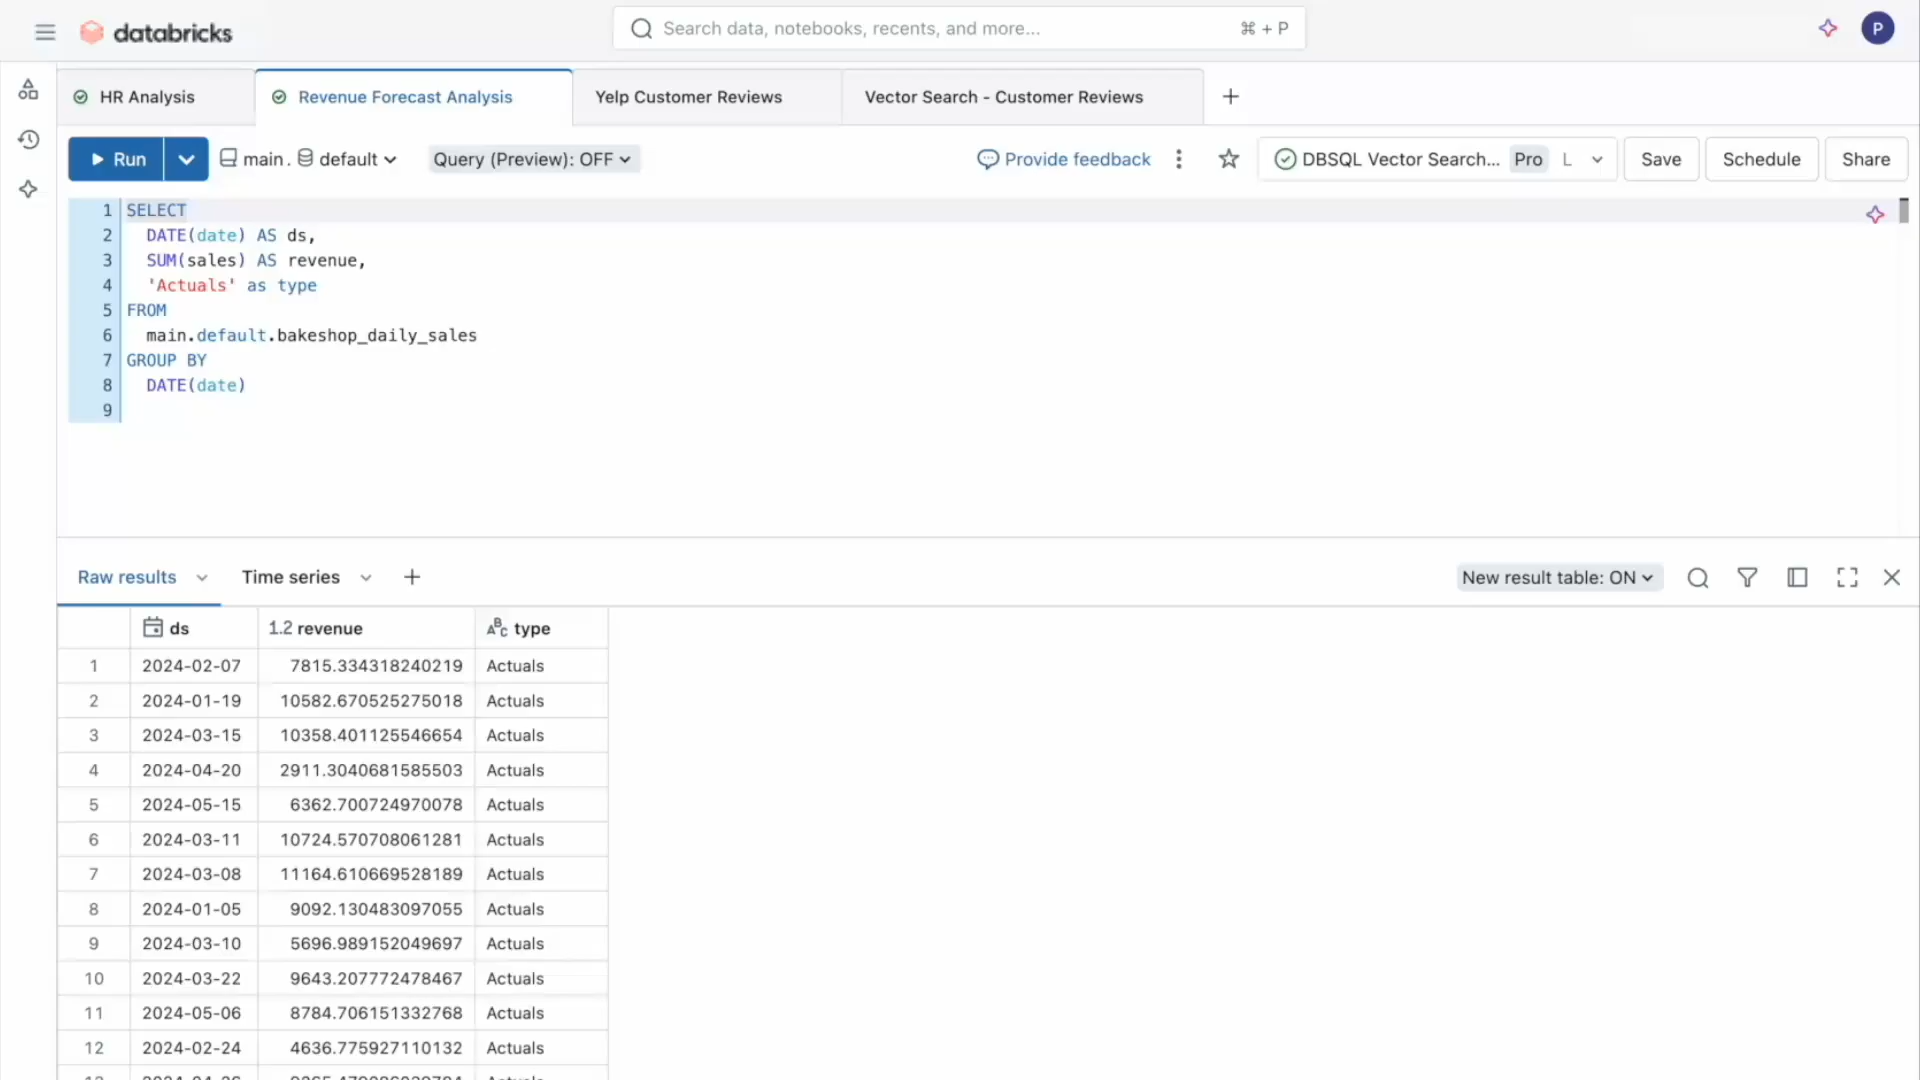 databricks
Search data, notebooks, recents, and more...
⌘ + P
P
HR Analysis
Revenue Forecast Analysis
Yelp Customer Reviews
Vector Search - Customer Reviews
+
Run
main.
default
Query (Preview): OFF
Provide feedback
DBSQL Vector Search...
Pro
L
Save
Schedule
Share
1 SELECT
2 DATE(date) AS ds,
3 SUM(sales) AS revenue,
4 'Actuals' as type
5 FROM
6 main.default.bakeshop_daily_sales
7 GROUP BY
8 DATE(date)
9
Raw results
Time series
+
New result table: ON
ds 1.2 revenue ABC type
1 2024-02-07 7815.334318240219 Actuals
2 2024-01-19 10582.670525275018 Actuals
3 2024-03-15 10358.401125546654 Actuals
4 2024-04-20 2911.3040681585503 Actuals
5 2024-05-15 6362.700724970078 Actuals
6 2024-03-11 10724.570708061281 Actuals
7 2024-03-08 11164.610669528189 Actuals
8 2024-01-05 9092.130483097055 Actuals
9 2024-03-10 5696.989152049697 Actuals
10 2024-03-22 9643.207772478467 Actuals
11 2024-05-06 8784.706151332768 Actuals
12 2024-02-24 4636.775927110132 Actuals